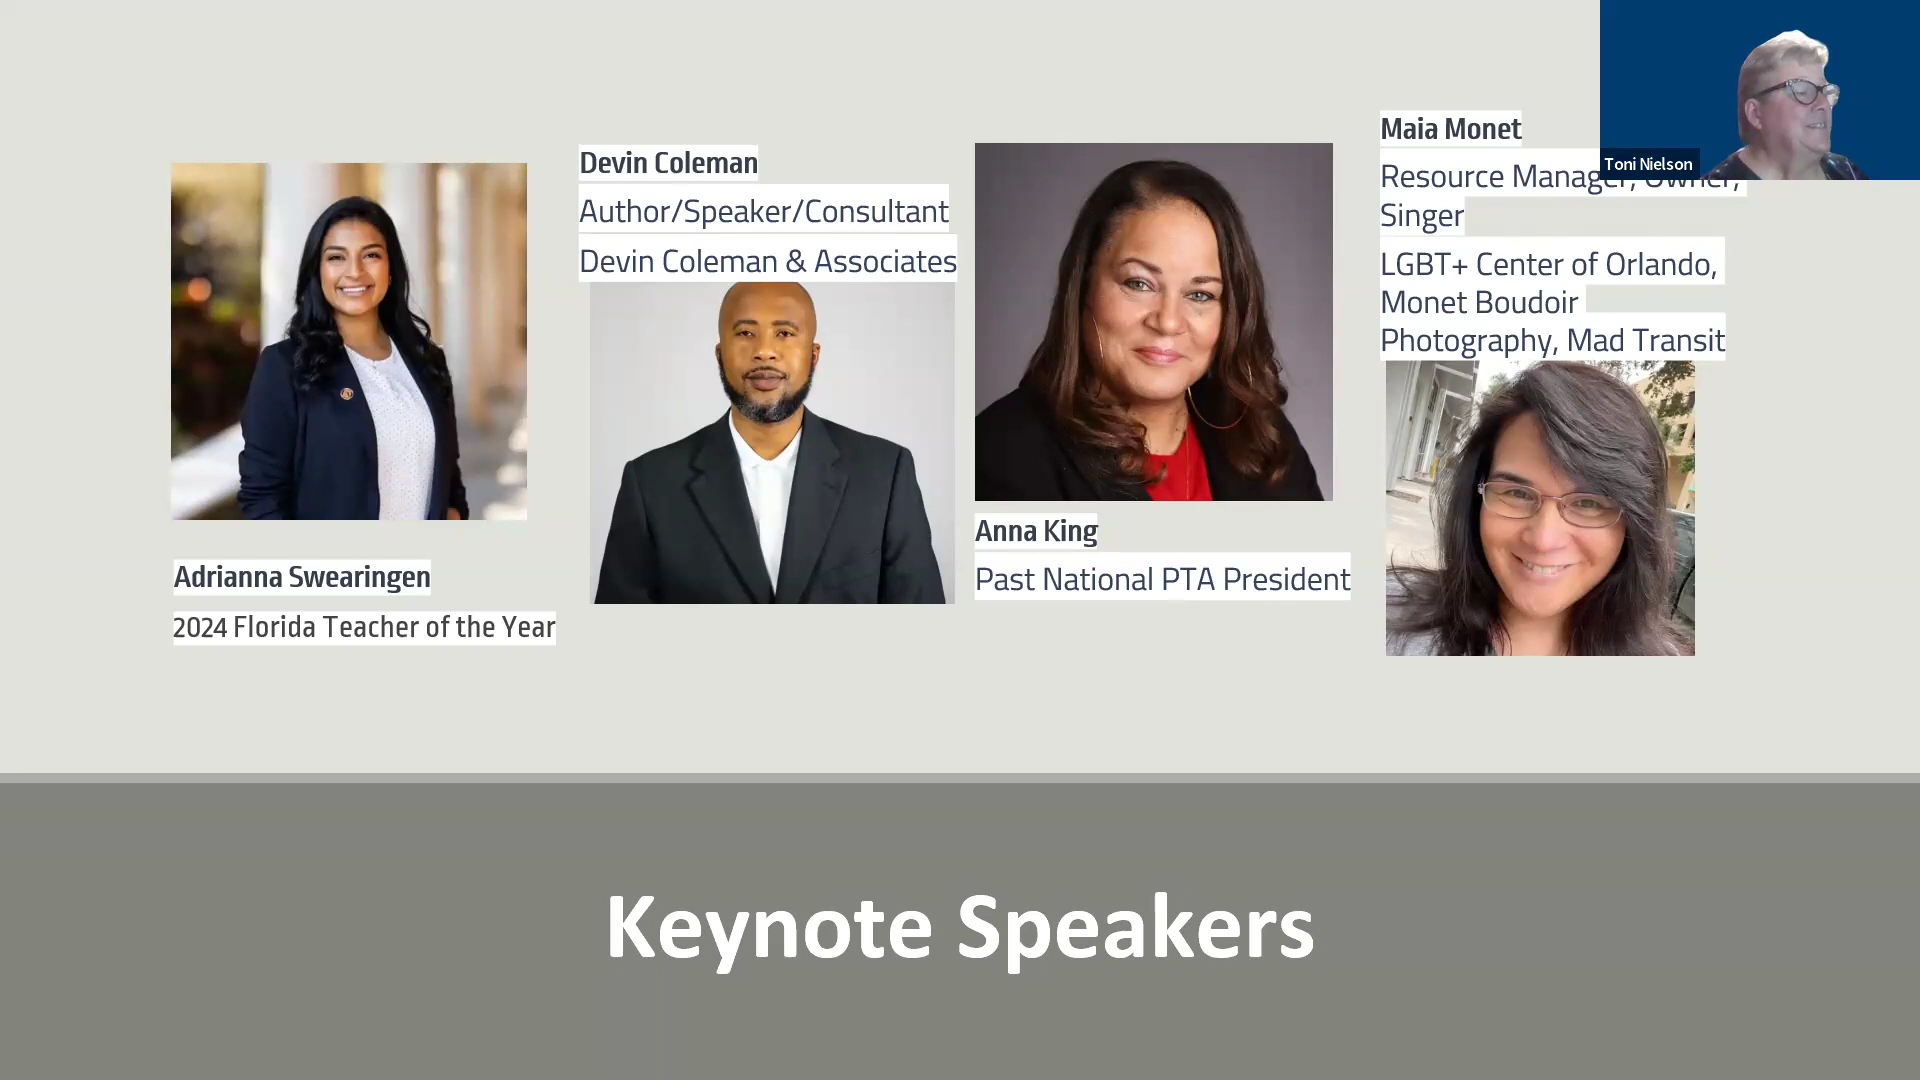 Adrianna Swearingen
2024 Florida Teacher of the Year
Devin Coleman
Author/Speaker/Consultant
Devin Coleman & Associates
Anna King
Past National PTA President
Maia Monet
Resource Manager, Owner,
Singer
LGBT+ Center of Orlando,
Monet Boudoir
Photography, Mad Transit
Toni Nielson
Keynote Speakers